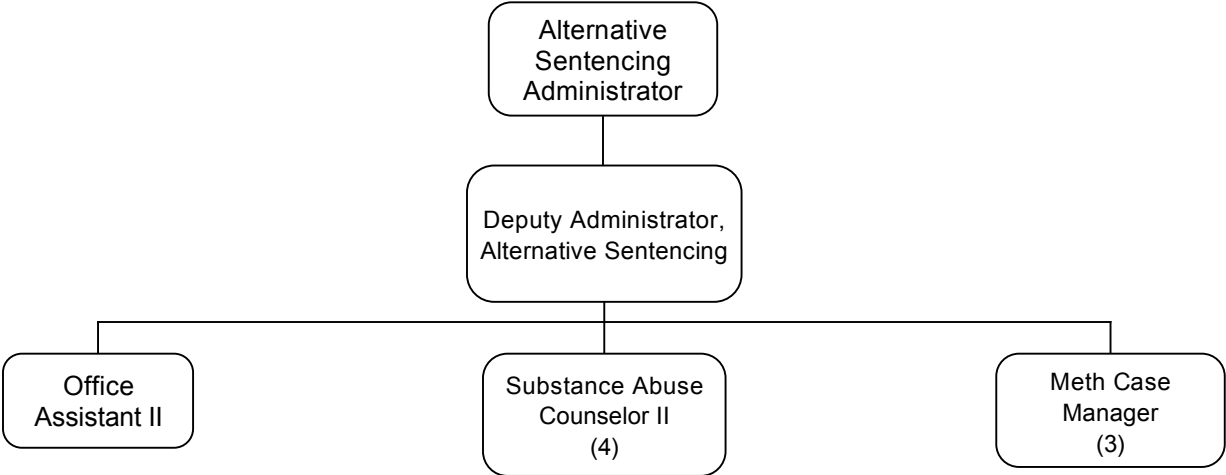 Alternative
Sentencing
Administrator
Deputy Administrator,
Alternative Sentencing
Office
Assistant II
Substance Abuse
Counselor II
(4)
Meth Case
Manager
(3)